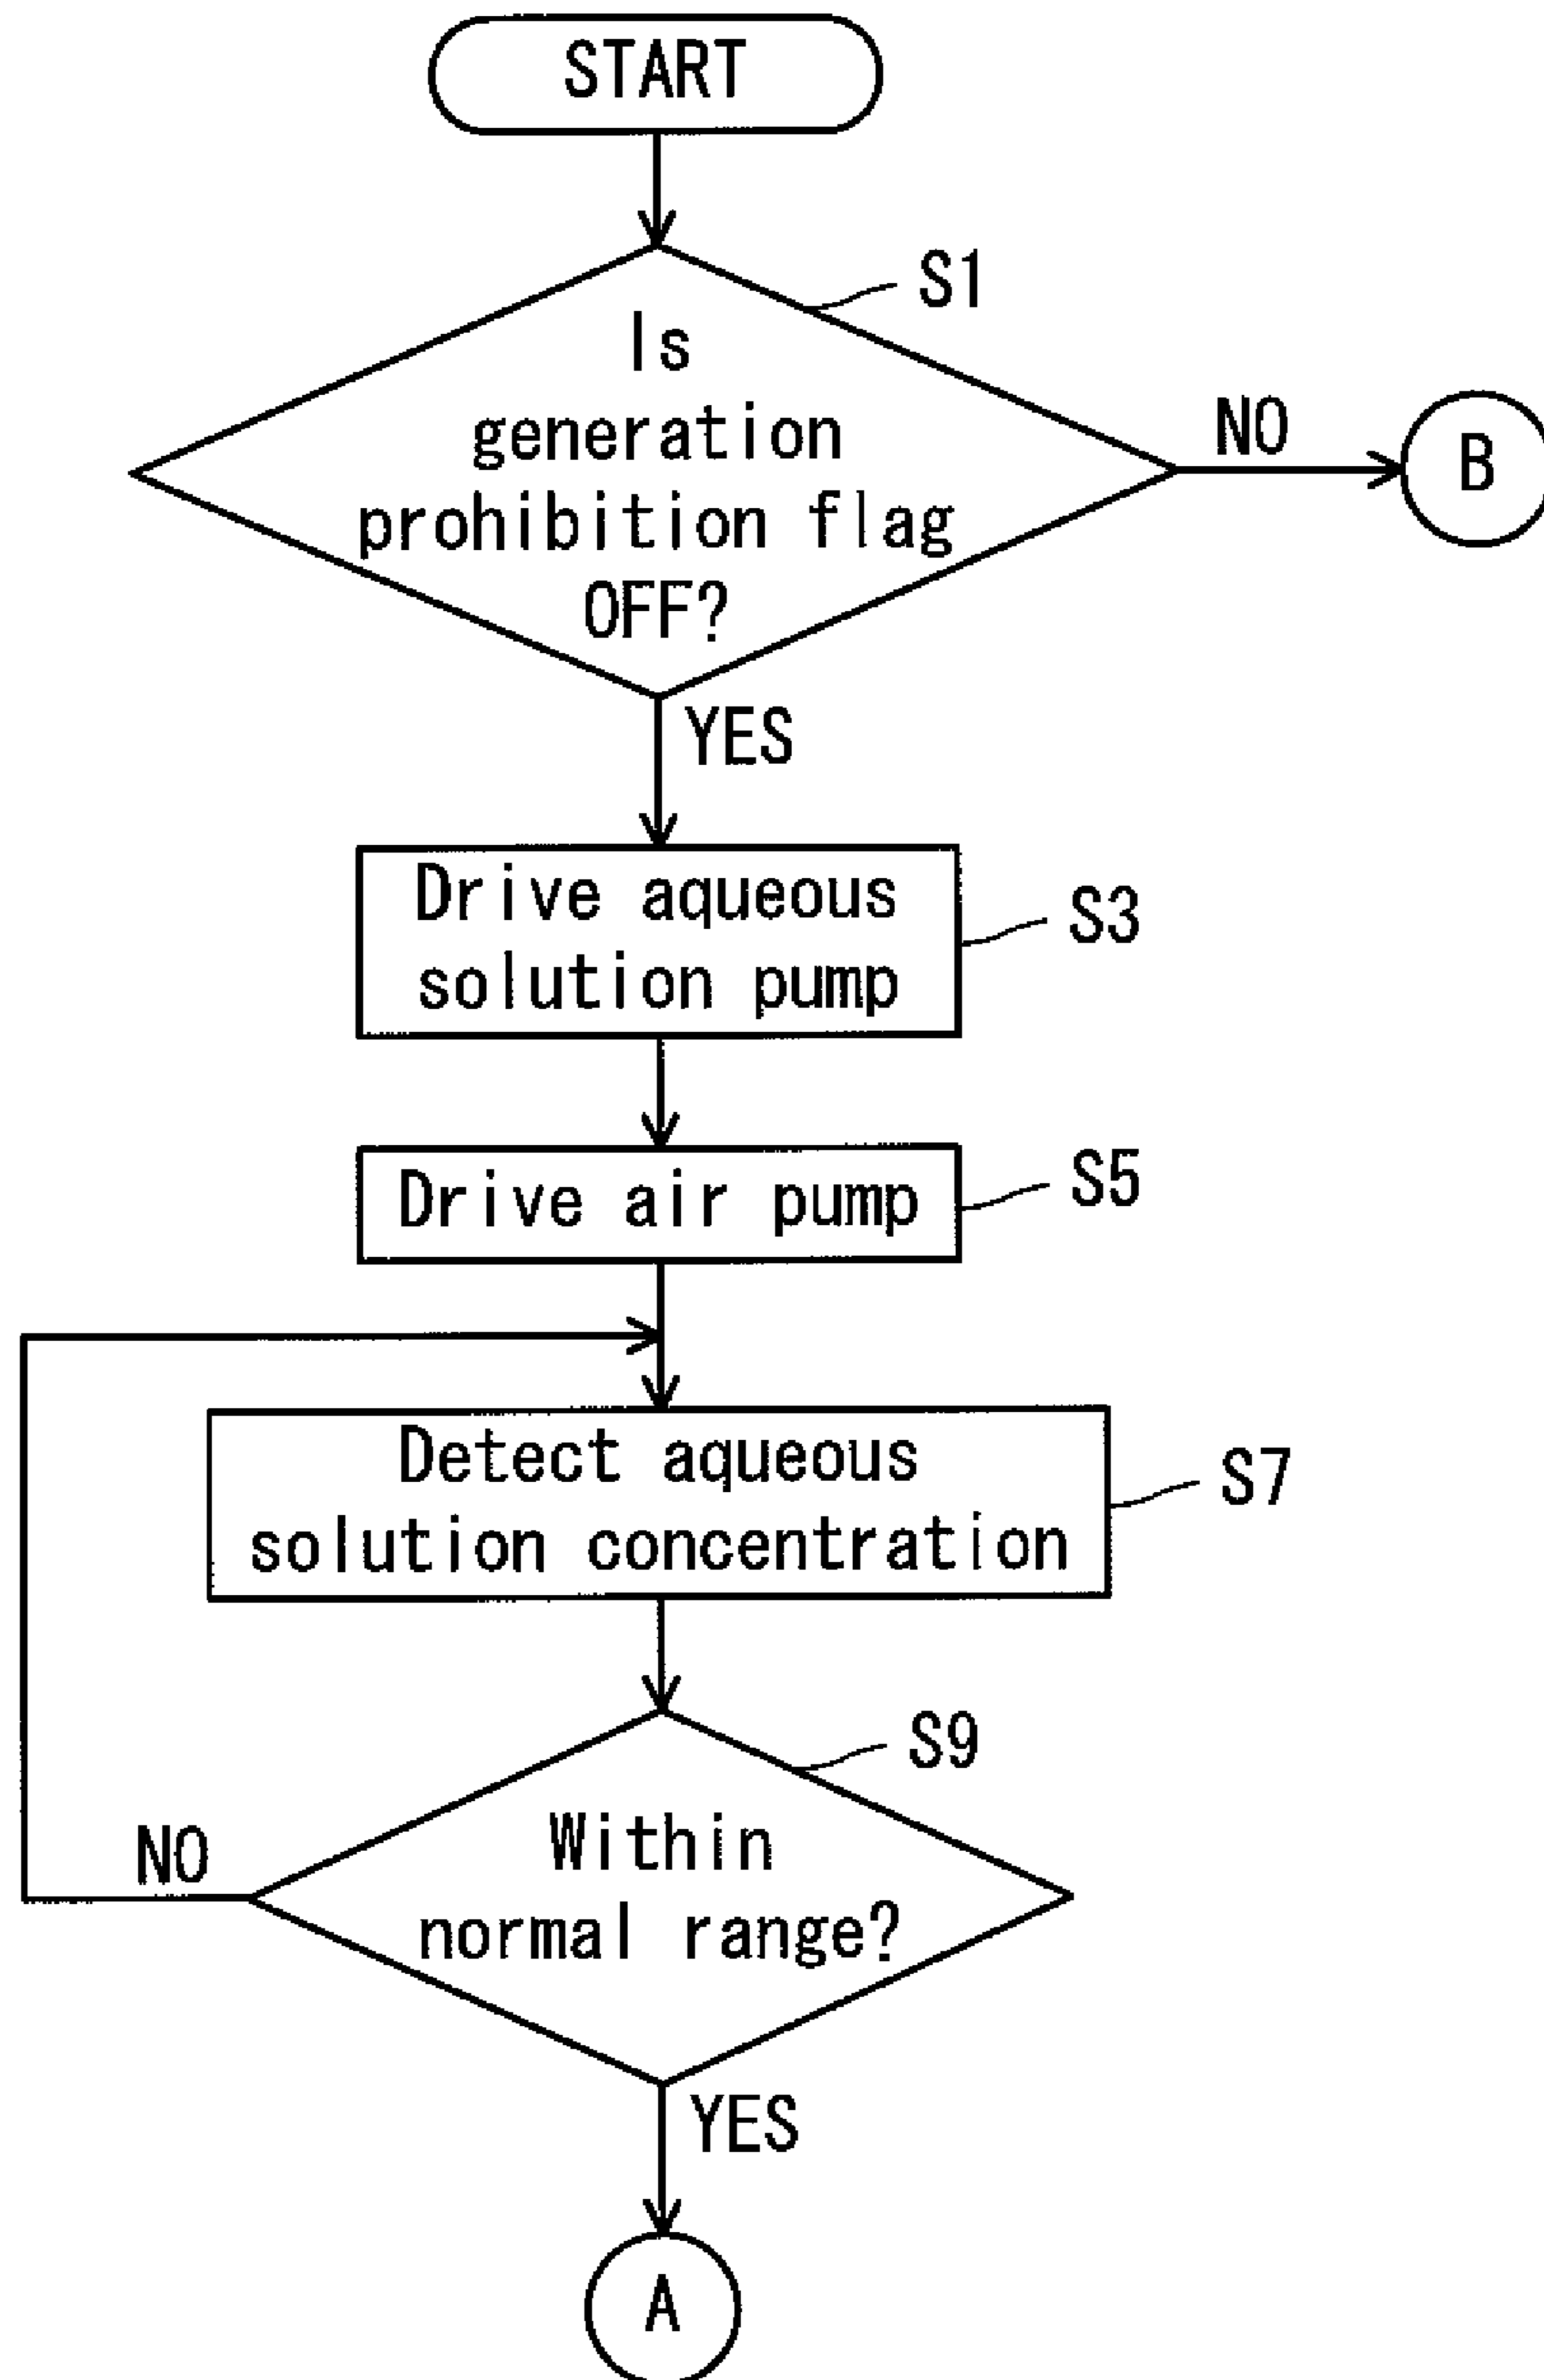 START
S1
Is
generation
prohibition flag
OFF?
NO
B
YES
Drive aqueous
solution pump
S3
Drive air pump
S5
Detect aqueous
solution concentration
S7
S9
Within
normal range?
NO
YES
A